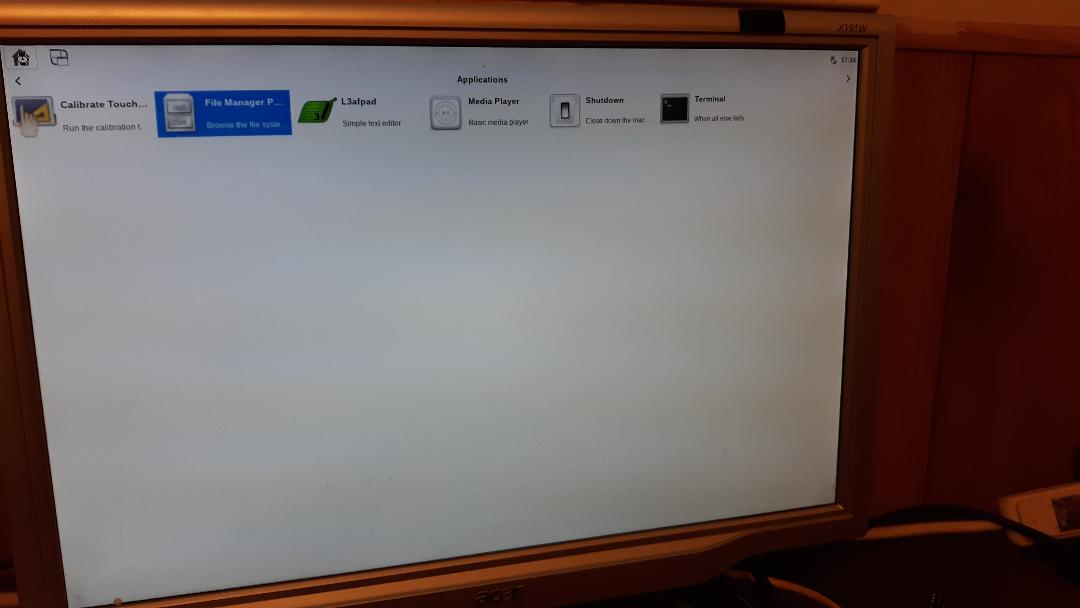 X191W
17:34
Applications
Calibrate Touch...
Run the calibration t...
File Manager P...
Browse the file syste
L3afpad
Simple text editor
Media Player
Basic media player
Shutdown
Close down the mac...
Terminal
When all else fails
acer